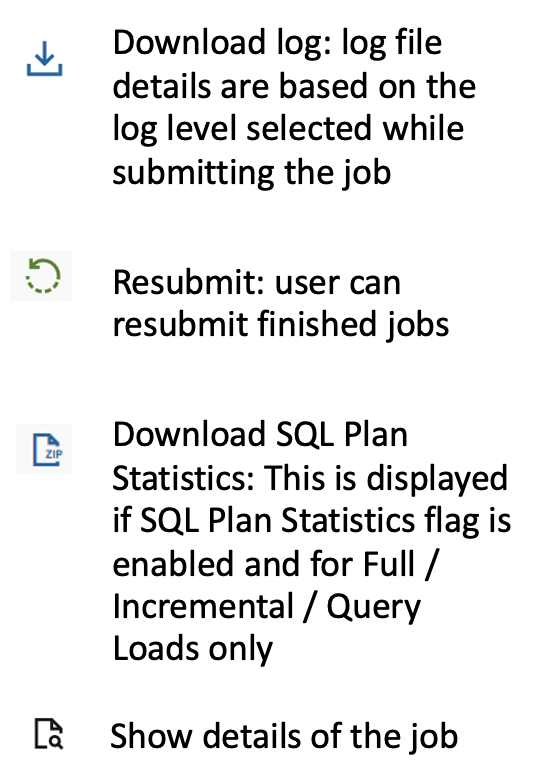 Download log: log file
details are based on the
log level selected while
submitting the job
Resubmit: user can
resubmit finished jobs
ZIP
Download SQL Plan
Statistics: This is displayed
if SQL Plan Statistics flag is
enabled and for Full /
Incremental / Query
Loads only
Show details of the job